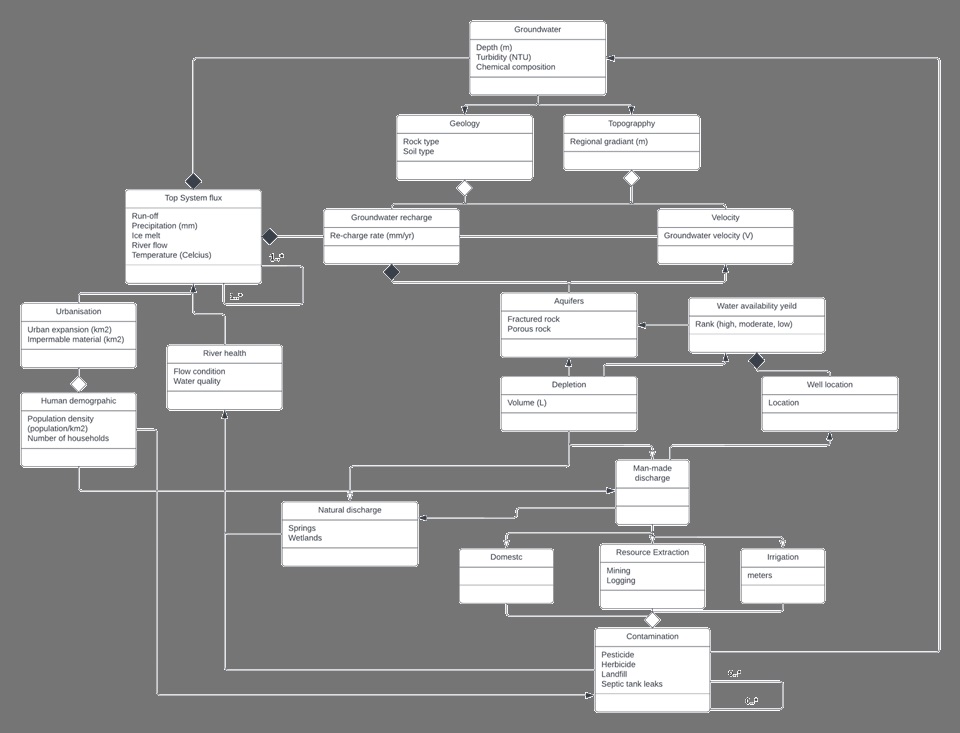 Groundwater
Depth (m)
Turbidity (NTU)
Chemical composition
Geology
Rock type
Soil type
Topograpphy
Regional gradiant (m)
Top System flux
Run-off
Precipitation (mm)
Ice melt
River flow
Temperature (Celcius)
Groundwater recharge
Re-charge rate (mm/yr)
Velocity
Groundwater velocity (V)
Urbanisation
Urban expansion (km2)
Impermable material (km2)
Aquifers
Fractured rock
Porous rock
Water availability yeild
Rank (high, moderate, low)
River health
Flow condition
Water quality
Human demogrpahic
Population density
(population/km2)
Number of households
Depletion
Volume (L)
Well location
Location
Man-made
discharge
Natural discharge
Springs
Wetlands
Domestc
Resource Extraction
Mining
Logging
Irrigation
meters
Contamination
Pesticide
Herbicide
Landfill
Septic tank leaks